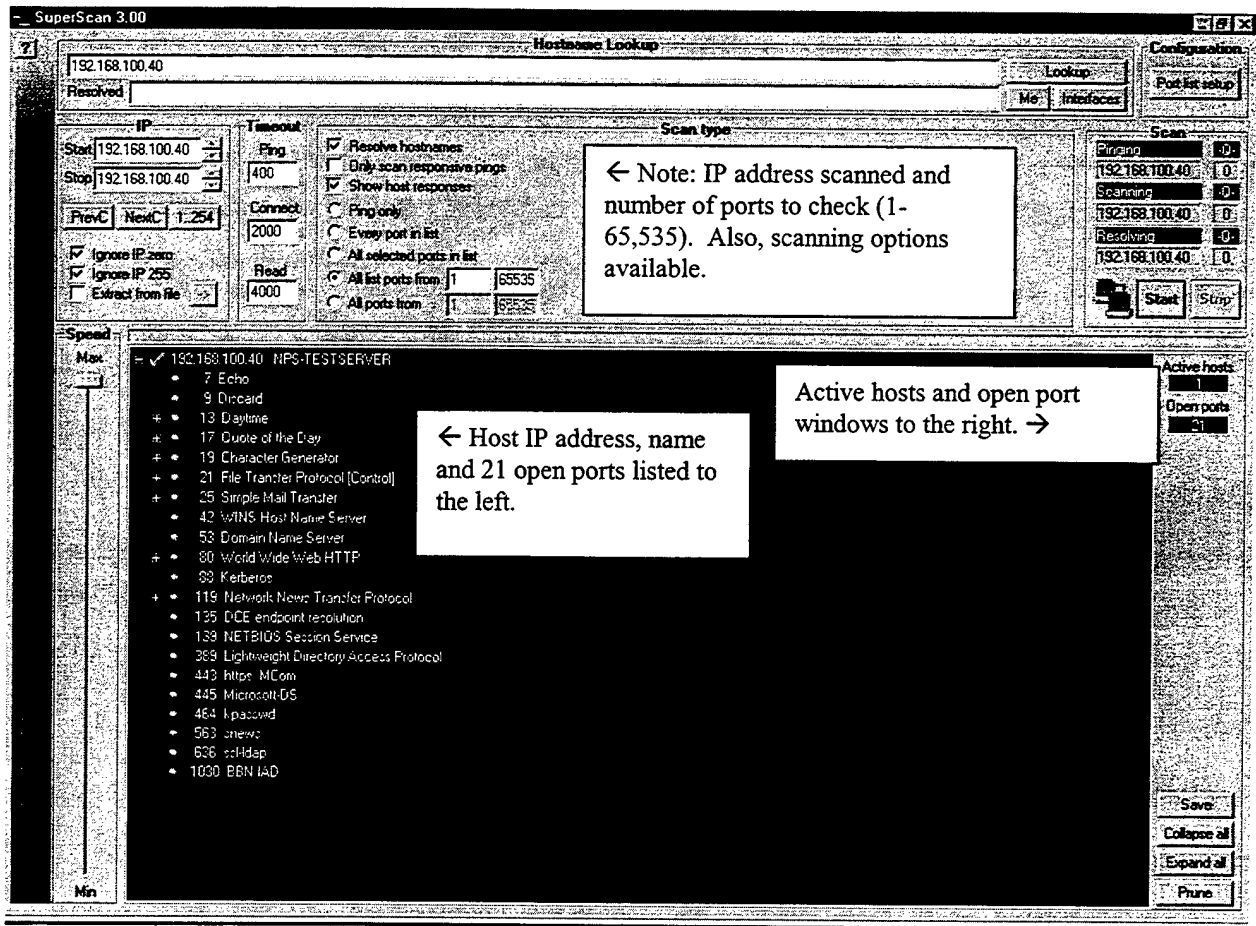 SuperScan 3.00
?
Hostname Lookup
192.168.100.40
Lookup
Resolved
Me Interfaces
Configuration
Port list setup
IP
Start 192.168.100.40
Stop 192.168.100.40
PrevC NextC 1..254
Ignore IP zero
Ignore IP 255
Extract from file ->
Timeout
Ping
400
Connect
2000
Read
4000
Scan type
Resolve hostnames
Only scan responsive pings
Show host responses
Ping only
Every port in list
All selected ports in list
All list ports from 1 65535
All ports from 1 65535
← Note: IP address scanned and
number of ports to check (1-
65,535). Also, scanning options
available.
Scan
Pinging -0-
192.168.100.40 0
Scanning -0-
192.168.100.40 0
Resolving -0-
192.168.100.40 0
Start Stop
Speed
Max
Min
192.168.100.40 NPS-TESTSERVER
7 Echo
9 Discard
+ 13 Daytime
+ 17 Quote of the Day
+ 19 Character Generator
+ 21 File Transfer Protocol [Control]
+ 25 Simple Mail Transfer
42 WINS Host Name Server
53 Domain Name Server
+ 80 World Wide Web HTTP
88 Kerberos
+ 119 Network News Transfer Protocol
135 DCE endpoint resolution
139 NETBIOS Session Service
389 Lightweight Directory Access Protocol
443 https MCom
445 Microsoft-DS
464 kpasswd
563 snews
636 ssl-ldap
1030 BBN IAD
← Host IP address, name
and 21 open ports listed to
the left.
Active hosts and open port
windows to the right. →
Active hosts
1
Open ports
21
Save
Collapse all
Expand all
Prune